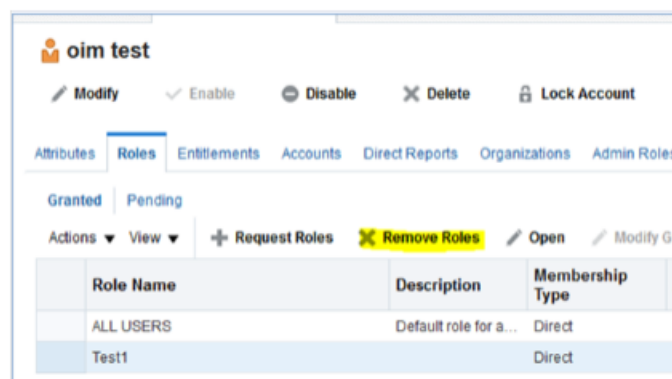 oim test
Modify Enable Disable Delete Lock Account
Attributes Roles Entitlements Accounts Direct Reports Organizations Admin Roles
Granted Pending
Actions View Request Roles Remove Roles Open Modify G
Role Name Description Membership Type
ALL USERS Default role for a... Direct
Test1 Direct